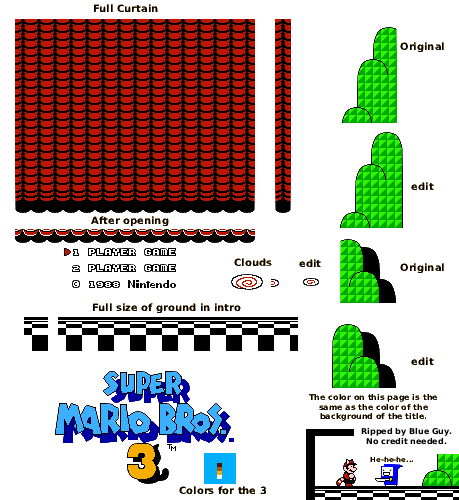 Full Curtain
Original
edit
After opening
1 PLAYER GAME
2 PLAYER GAME
© 1988 Nintendo
Clouds
edit
Original
Full size of ground in intro
edit
SUPER
MARIO BROS.
3
TM
Colors for the 3
The color on this page is the
same as the color of the
background of the title.
Ripped by Blue Guy.
No credit needed.
He-he-he...